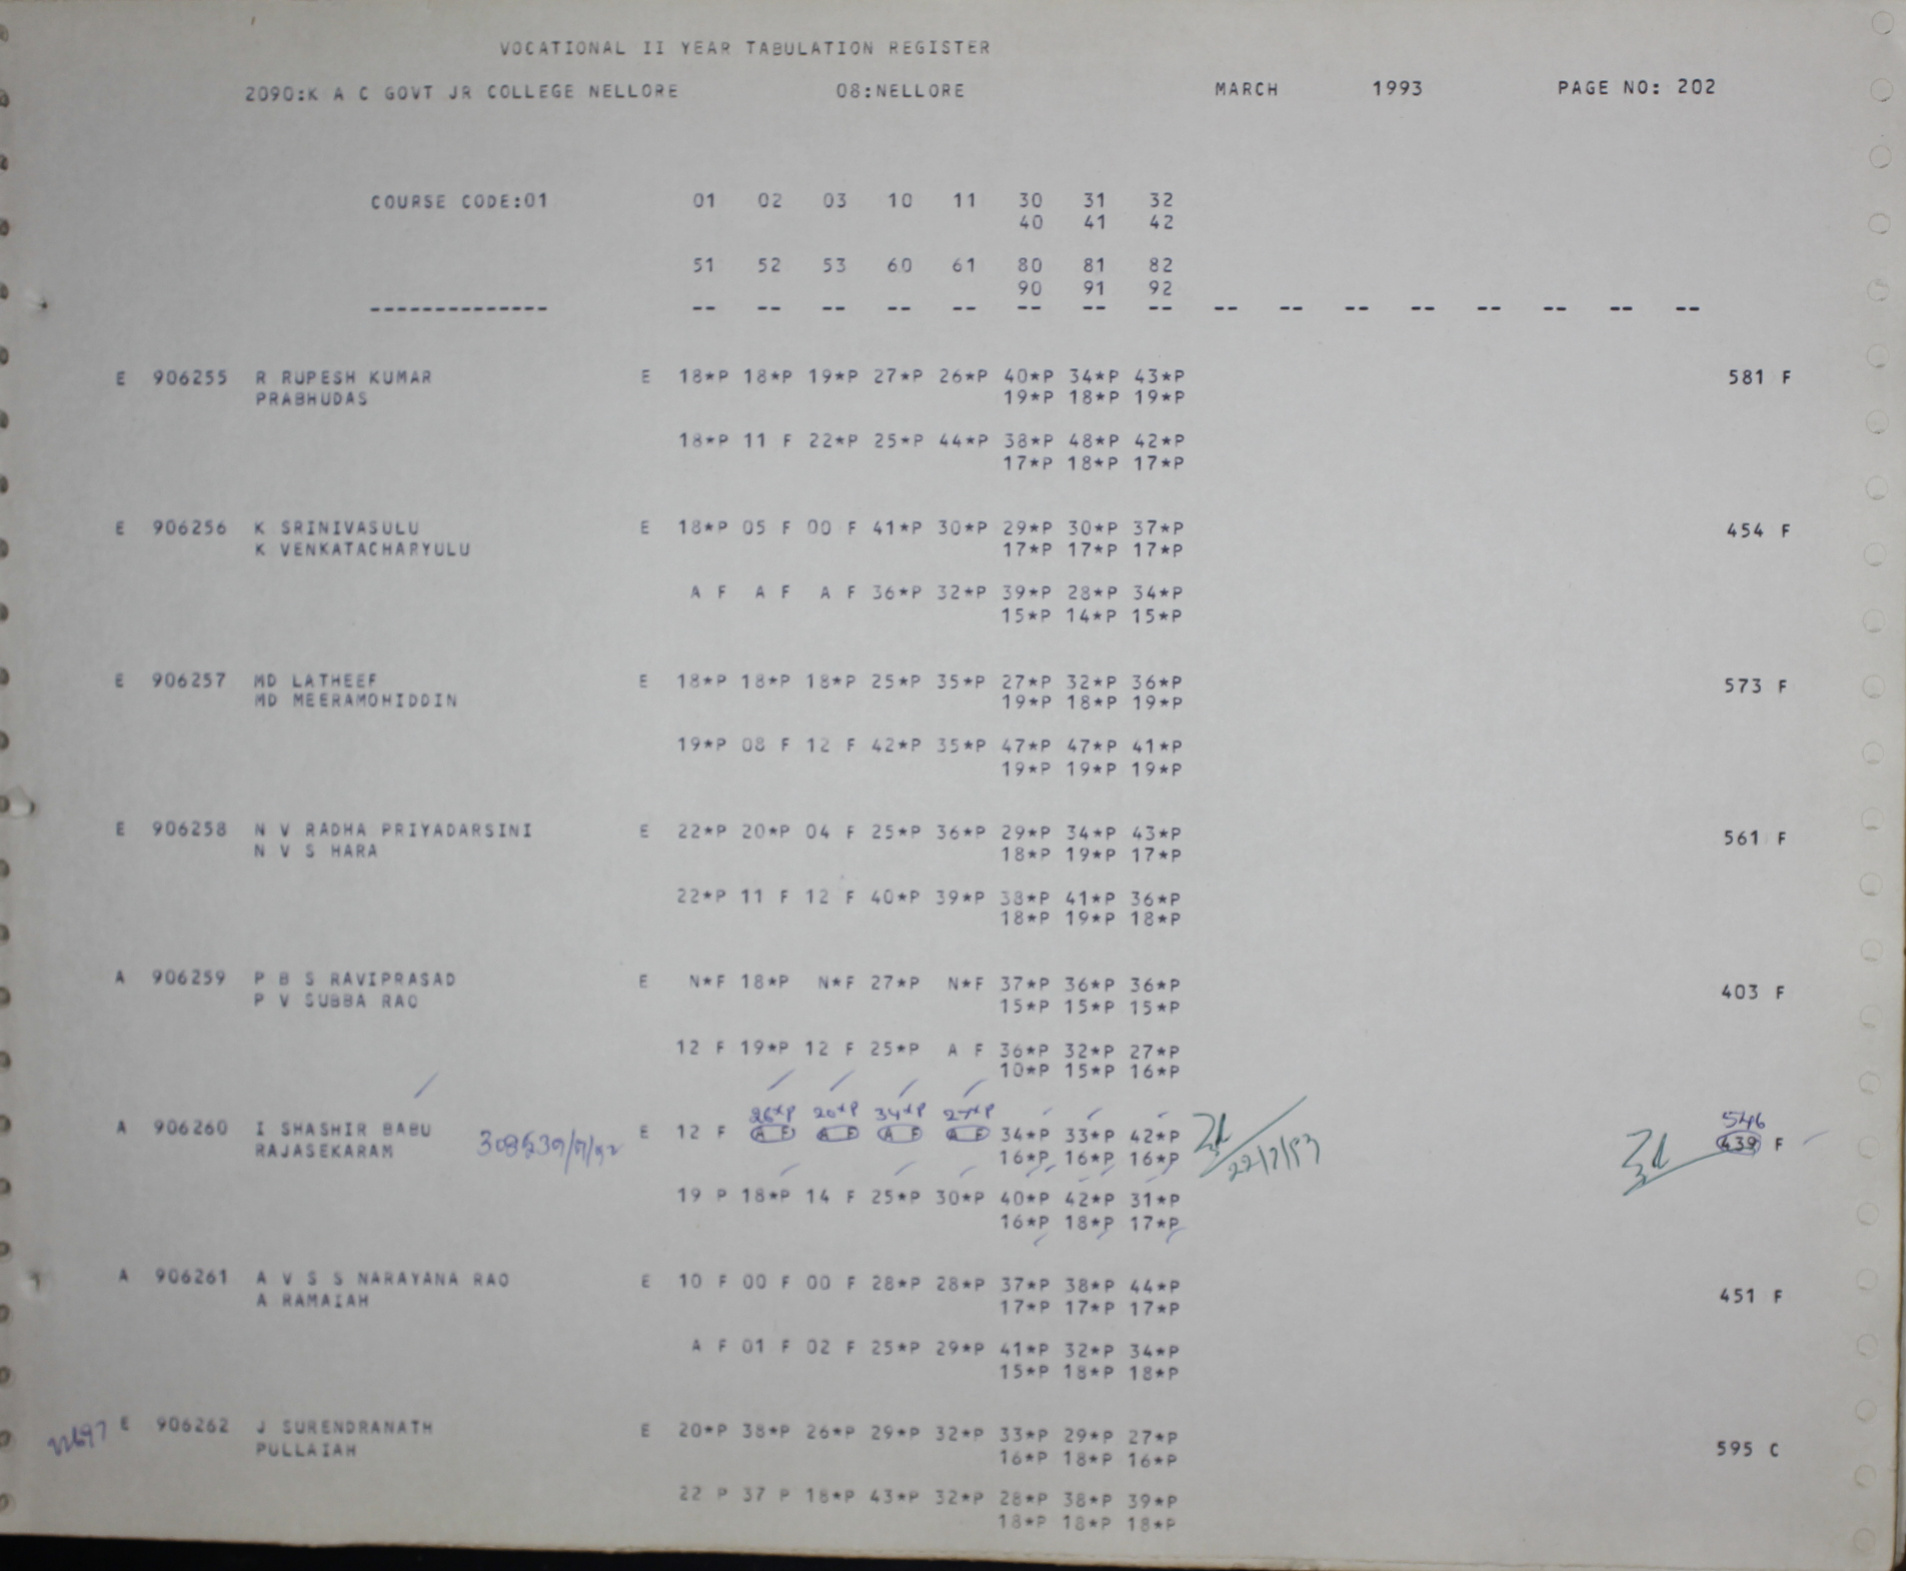 VOCATIONAL II YEAR TABULATION REGISTER
2090:K A C GOVT JR COLLEGE NELLORE 08:NELLORE MARCH 1993 PAGE NO: 202
COURSE CODE:01 01 02 03 10 11 30 31 32
40 41 42
51 52 53 60 61 80 81 82
90 91 92
-------------- -- -- -- -- -- -- -- -- -- -- -- -- -- -- -- --
E 906255 R RUPESH KUMAR E 18*P 18*P 19*P 27*P 26*P 40*P 34*P 43*P 581 F
PRABHUDAS 19*P 18*P 19*P
18*P 11 F 22*P 25*P 44*P 38*P 48*P 42*P
17*P 18*P 17*P
E 906256 K SRINIVASULU E 18*P 05 F 00 F 41*P 30*P 29*P 30*P 37*P 454 F
K VENKATACHARYULU 17*P 17*P 17*P
A F A F A F 36*P 32*P 39*P 28*P 34*P
15*P 14*P 15*P
E 906257 MD LATHEEF E 18*P 18*P 18*P 25*P 35*P 27*P 32*P 36*P 573 F
MD MEERAMOHIDDIN 19*P 18*P 19*P
19*P 08 F 12 F 42*P 35*P 47*P 47*P 41*P
19*P 19*P 19*P
E 906258 N V RADHA PRIYADARSINI E 22*P 20*P 04 F 25*P 36*P 29*P 34*P 43*P 561 F
N V S HARA 18*P 19*P 17*P
22*P 11 F 12 F 40*P 39*P 38*P 41*P 36*P
18*P 19*P 18*P
A 906259 P B S RAVIPRASAD E N*F 18*P N*F 27*P N*F 37*P 36*P 36*P 403 F
P V SUBBA RAO 15*P 15*P 15*P
12 F 19*P 12 F 25*P A F 36*P 32*P 27*P
10*P 15*P 16*P
26*P 20*P 34*P 27*P 546
A 906260 I SHASHIR BABU E 12 F A F A F A F A F 34*P 33*P 42*P 439 F
RAJASEKARAM 16*P 16*P 16*P 22/7/93
19 P 18*P 14 F 25*P 30*P 40*P 42*P 31*P
16*P 18*P 17*P
A 906261 A V S S NARAYANA RAO E 10 F 00 F 00 F 28*P 28*P 37*P 38*P 44*P 451 F
A RAMAIAH 17*P 17*P 17*P
A F 01 F 02 F 25*P 29*P 41*P 32*P 34*P
15*P 18*P 18*P
E 906262 J SURENDRANATH E 20*P 38*P 26*P 29*P 32*P 33*P 29*P 27*P 595 C
PULLAIAH 16*P 18*P 16*P
22 P 37 P 18*P 43*P 32*P 28*P 38*P 39*P
18*P 18*P 18*P